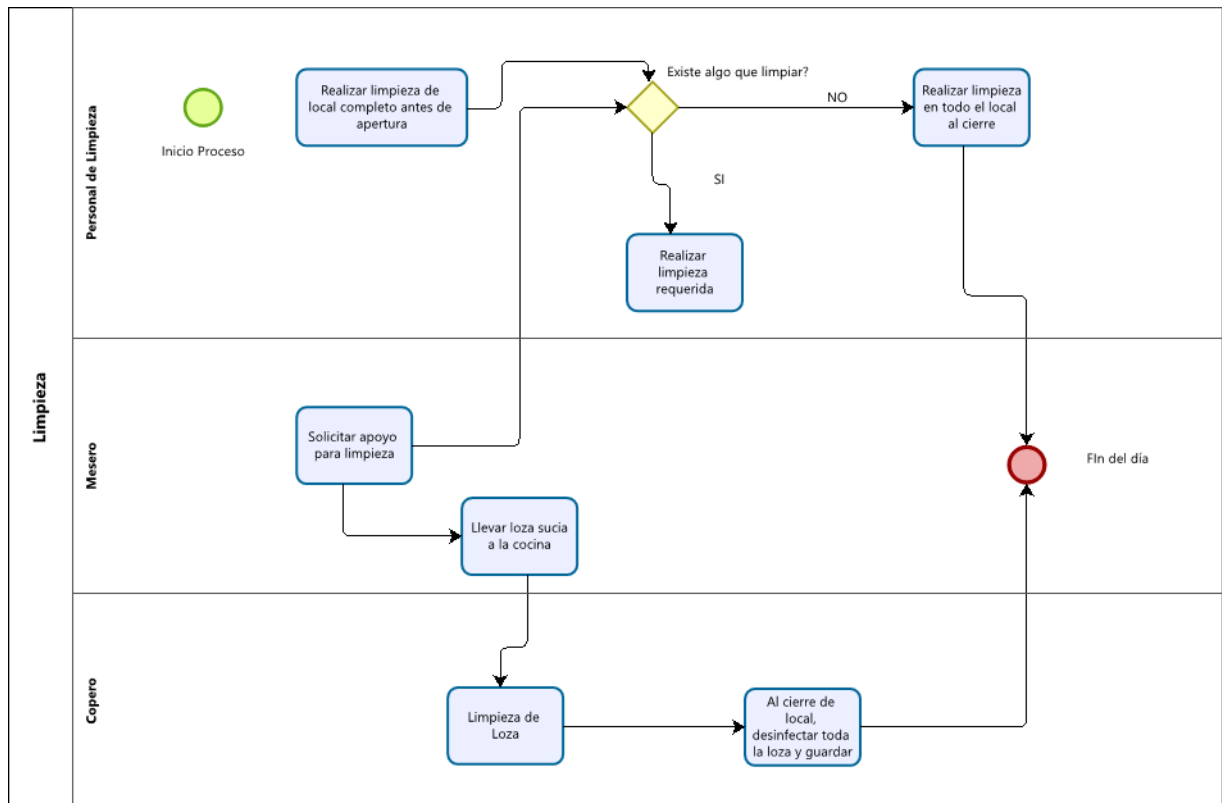 Limpieza
Personal de Limpieza
Inicio Proceso
Realizar limpieza de
local completo antes de
apertura
Existe algo que limpiar?
NO
Realizar limpieza
en todo el local
al cierre
SI
Realizar
limpieza
requerida
Mesero
Solicitar apoyo
para limpieza
Llevar loza sucia
a la cocina
FIn del día
Copero
Limpieza de
Loza
Al cierre de
local,
desinfectar toda
la loza y guardar